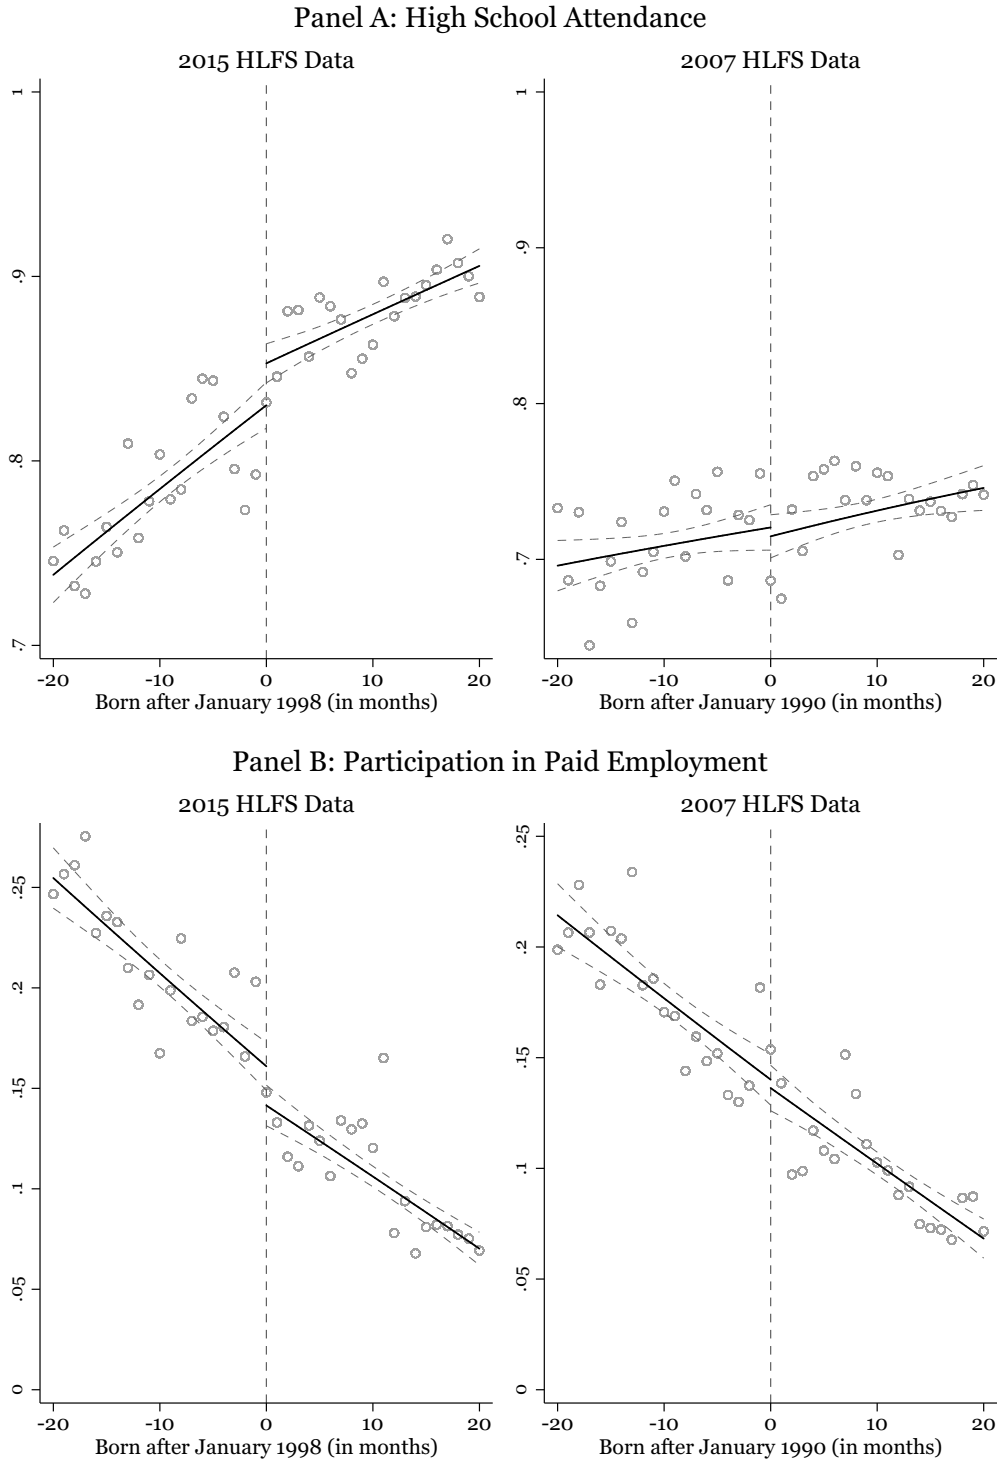 Panel A: High School Attendance
2015 HLFS Data
2007 HLFS Data
1
.9
.8
.7
-20 -10 0 10 20
Born after January 1998 (in months)
1
.9
.8
.7
-20 -10 0 10 20
Born after January 1990 (in months)
Panel B: Participation in Paid Employment
2015 HLFS Data
2007 HLFS Data
.25
.2
.15
.1
.05
0
-20 -10 0 10 20
Born after January 1998 (in months)
.25
.2
.15
.1
.05
0
-20 -10 0 10 20
Born after January 1990 (in months)